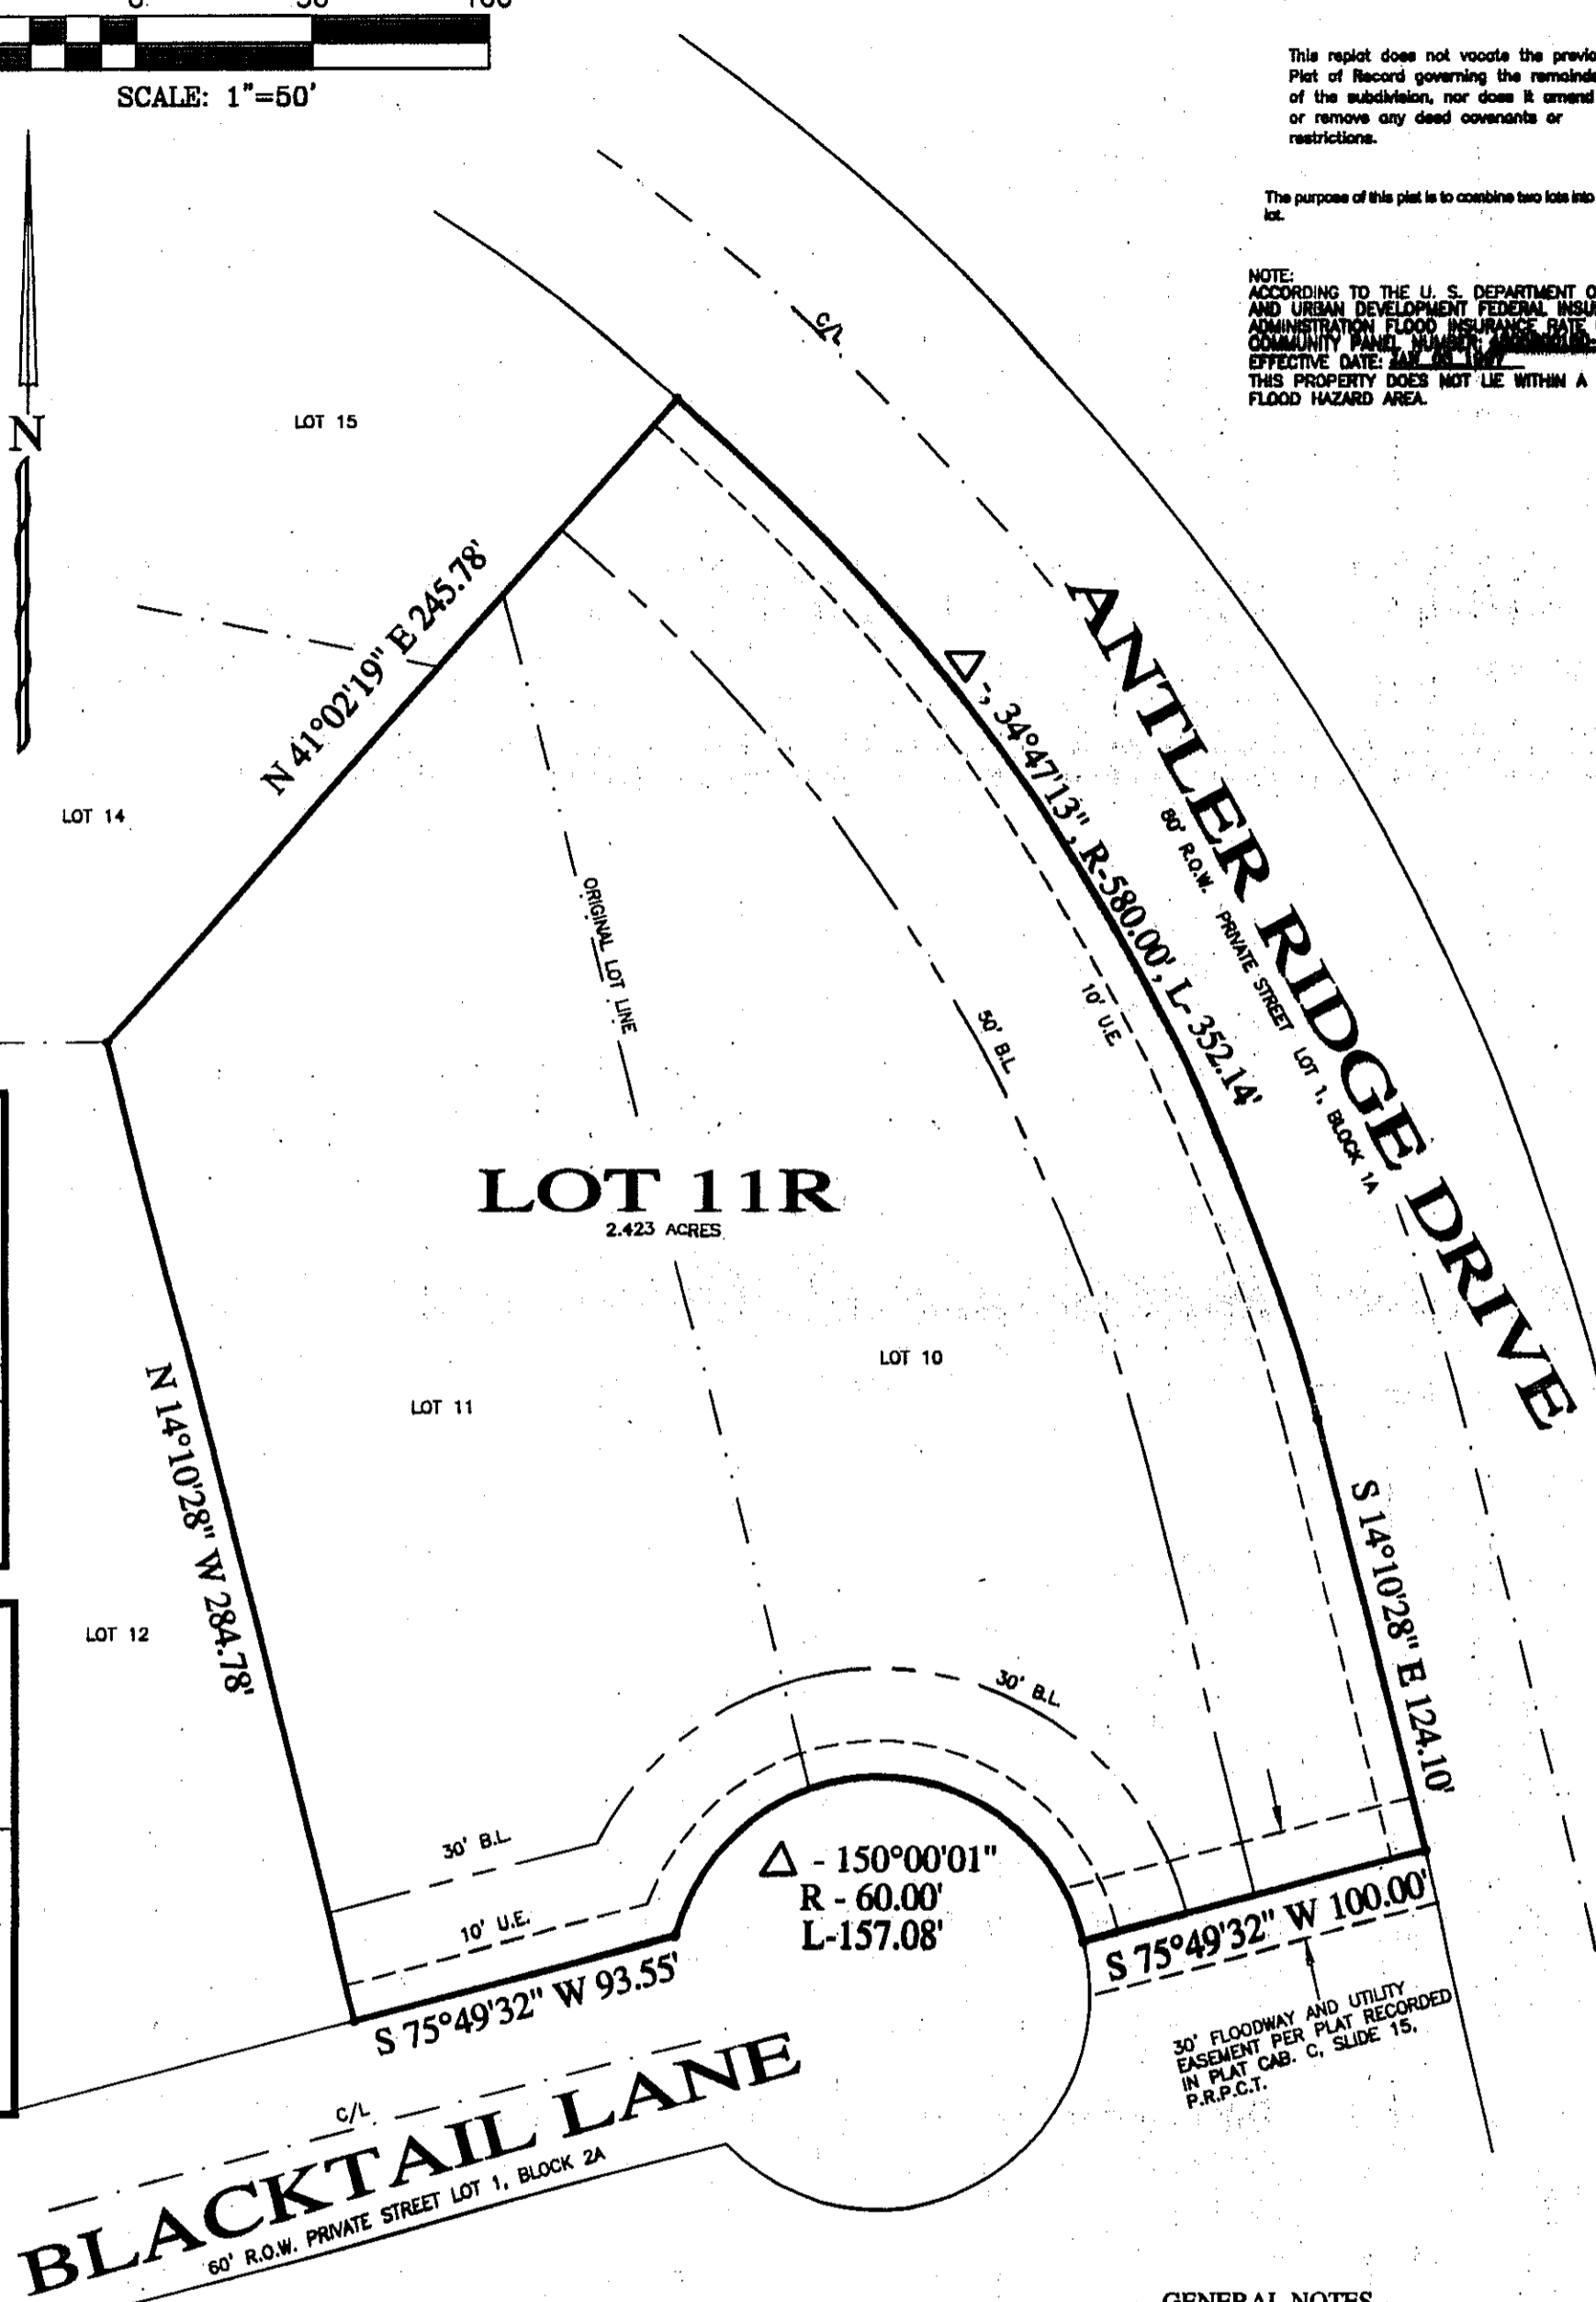 0 50 100
SCALE: 1"=50'
This replat does not vacate the previo
Plat of Record governing the remainde
of the subdivision, nor does it amend
or remove any deed covenants or
restrictions.
The purpose of this plat is to combine two lots into
lot.
NOTE:
ACCORDING TO THE U. S. DEPARTMENT O
AND URBAN DEVELOPMENT FEDERAL INSU
ADMINISTRATION FLOOD INSURANCE RATE
COMMUNITY PANEL NUMBER:
EFFECTIVE DATE:
THIS PROPERTY DOES NOT LIE WITHIN A
FLOOD HAZARD AREA.
N
C/L
LOT 15
N 41°02'19" E 245.78'
LOT 14
ANTLER RIDGE DRIVE
80' R.O.W. PRIVATE STREET LOT 1, BLOCK 1A
Δ-, 34°47'13", R-580.00', L- 352.14'
ORIGINAL LOT LINE
50' B.L.
10' U.E.
LOT 11R
2.423 ACRES
LOT 10
LOT 11
N 14°10'28" W 284.78'
S 14°10'28" E 124.10'
LOT 12
30' B.L.
30' B.L.
10' U.E.
Δ - 150°00'01"
R - 60.00'
L-157.08'
S 75°49'32" W 100.00'
S 75°49'32" W 93.55'
30' FLOODWAY AND UTILITY
EASEMENT PER PLAT RECORDED
IN PLAT CAB. C, SLIDE 15,
P.R.P.C.T.
C/L
BLACKTAIL LANE
60' R.O.W. PRIVATE STREET LOT 1, BLOCK 2A
GENERAL NOTES